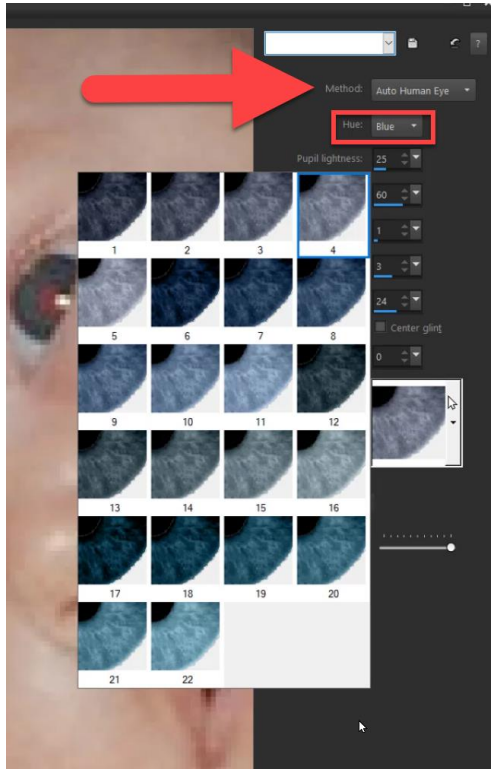 ?
Method: Auto Human Eye
Hue: Blue
Pupil lightness: 25
60
1 2 3 4
1
3
5 6 7 8
24
Center glint
0
9 10 11 12
13 14 15 16
17 18 19 20
21 22